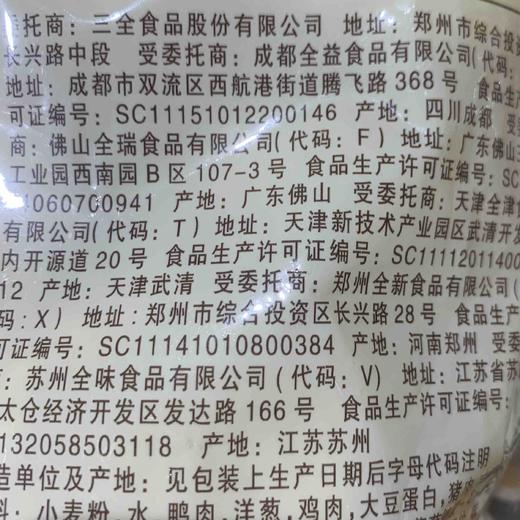 委托商：三全食品股份有限公司 地址：郑州市综合投资
长兴路中段 受委托商：成都全益食品有限公司(代码：
地址：成都市双流区西航港街道腾飞路368号 食品
可证编号：SC11151012200146 产地：四川成都 受
商：佛山全瑞食品有限公司(代码：F) 地址：广东佛山
工业园西南园B区107-3号 食品生产许可证编号：SC
4060700941 产地：广东佛山 受委托商：天津全津
有限公司(代码：T) 地址：天津新技术产业园区武清开发
内开源道20号 食品生产许可证编号：SC11112011400
12 产地：天津武清 受委托商：郑州全新食品有限公司(
码：X) 地址:郑州市综合投资区长兴路28号 食品生产
可证编号：SC11141010800384 产地：河南郑州 受委
：苏州全味食品有限公司(代码：V) 地址：江苏省苏
太仓经济开发区发达路166号 食品生产许可证编号：
132058503118 产地：江苏苏州
造单位及产地：见包装上生产日期后字母代码注明
料：小麦粉、水、鸭肉、洋葱、鸡肉、大豆蛋白、猪